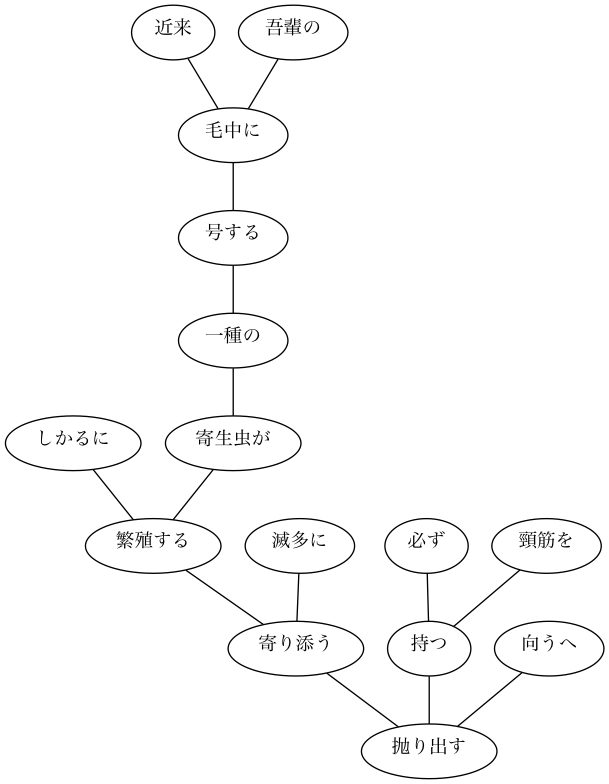 近来
吾輩の
毛中に
号する
一種の
しかるに
寄生虫が
繁殖する
滅多に
必ず
頸筋を
寄り添う
持つ
向うへ
抛り出す